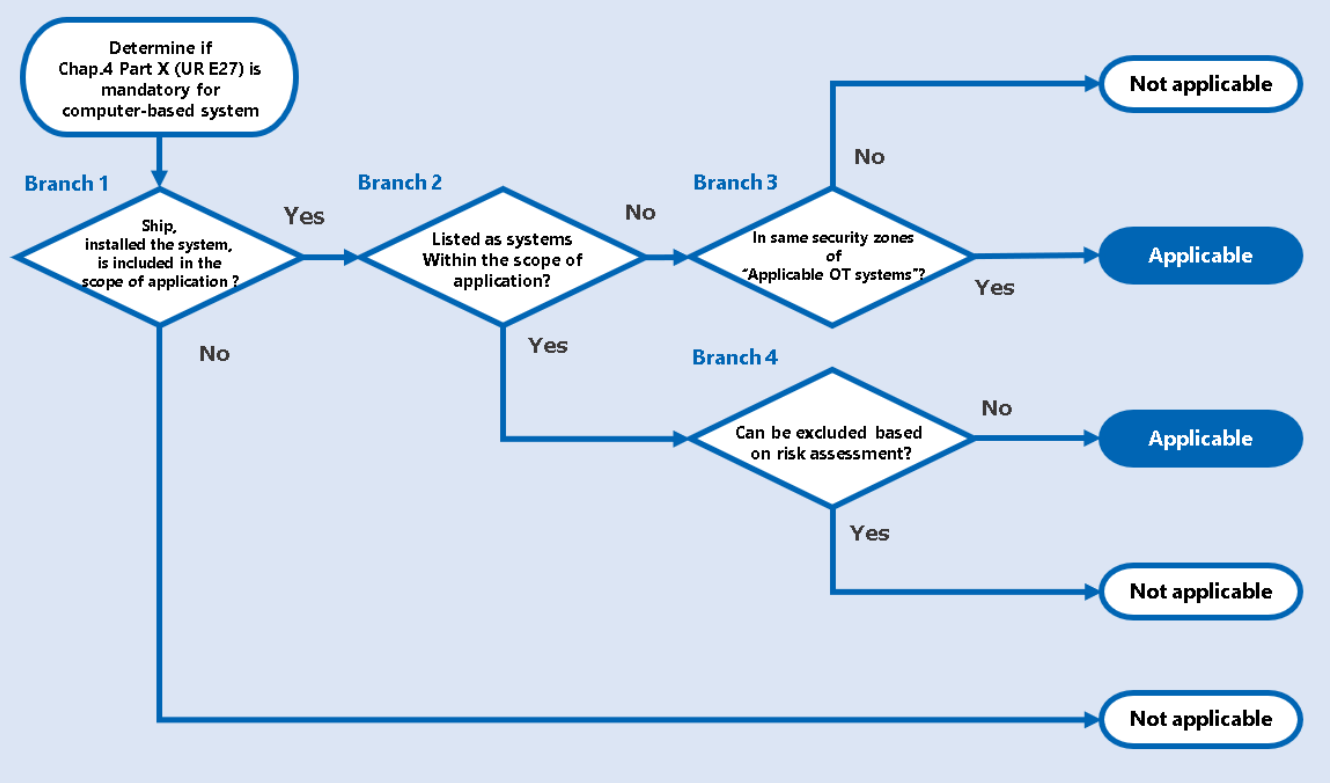 Determine if
Chap.4 Part X (UR E27) is
mandatory for
computer-based system
Branch 1
Ship,
installed the system,
is included in the
scope of application ?
Yes
No
Branch 2
Listed as systems
Within the scope of
application?
No
Yes
Branch 3
In same security zones
of
“Applicable OT systems”?
No
Not applicable
Yes
Applicable
Branch 4
Can be excluded based
on risk assessment?
No
Applicable
Yes
Not applicable
Not applicable